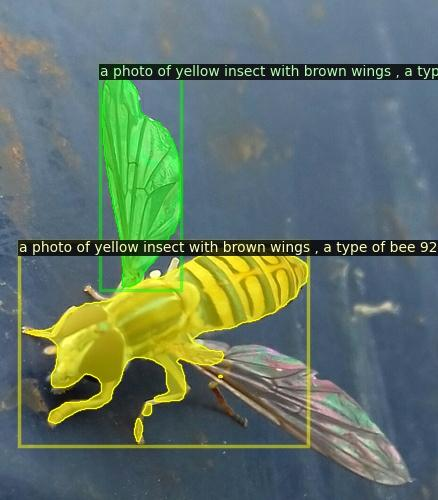 a photo of yellow insect with brown wings , a typ
a photo of yellow insect with brown wings , a type of bee 92